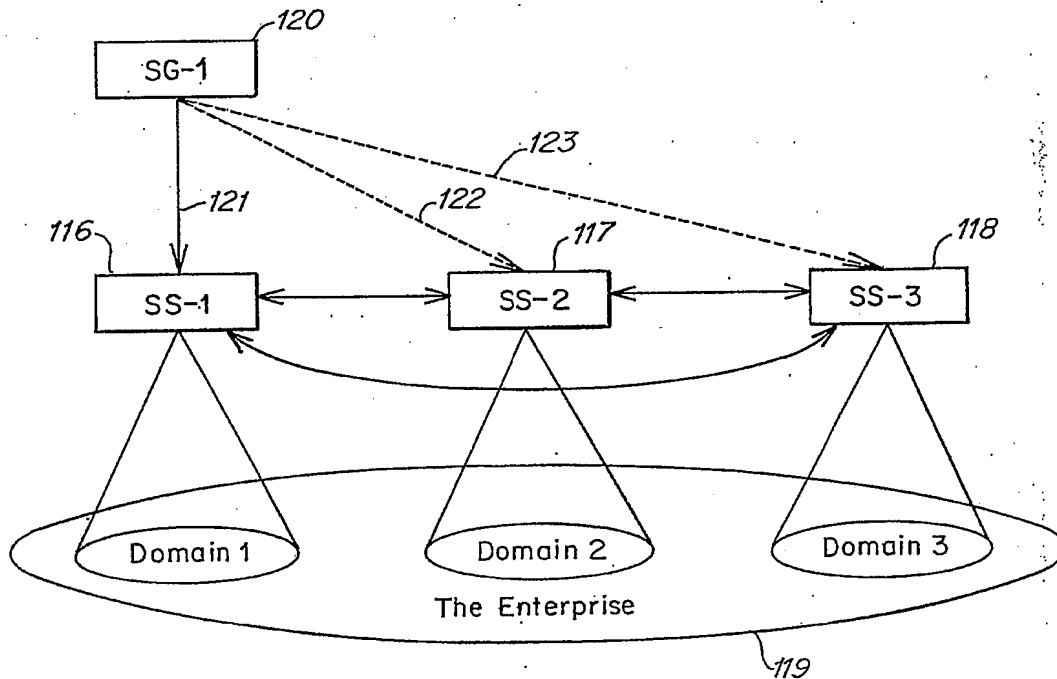 120
SG-1
123
121
122
116
117
118
SS-1
SS-2
SS-3
Domain 1
Domain 2
Domain 3
The Enterprise
119